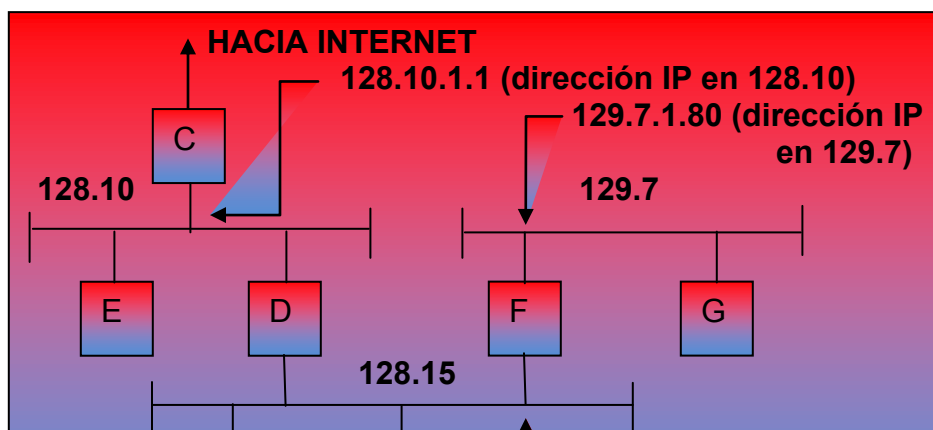 HACIA INTERNET
128.10.1.1 (dirección IP en 128.10)
129.7.1.80 (dirección IP
en 129.7)
C
128.10
129.7
E
D
F
G
128.15